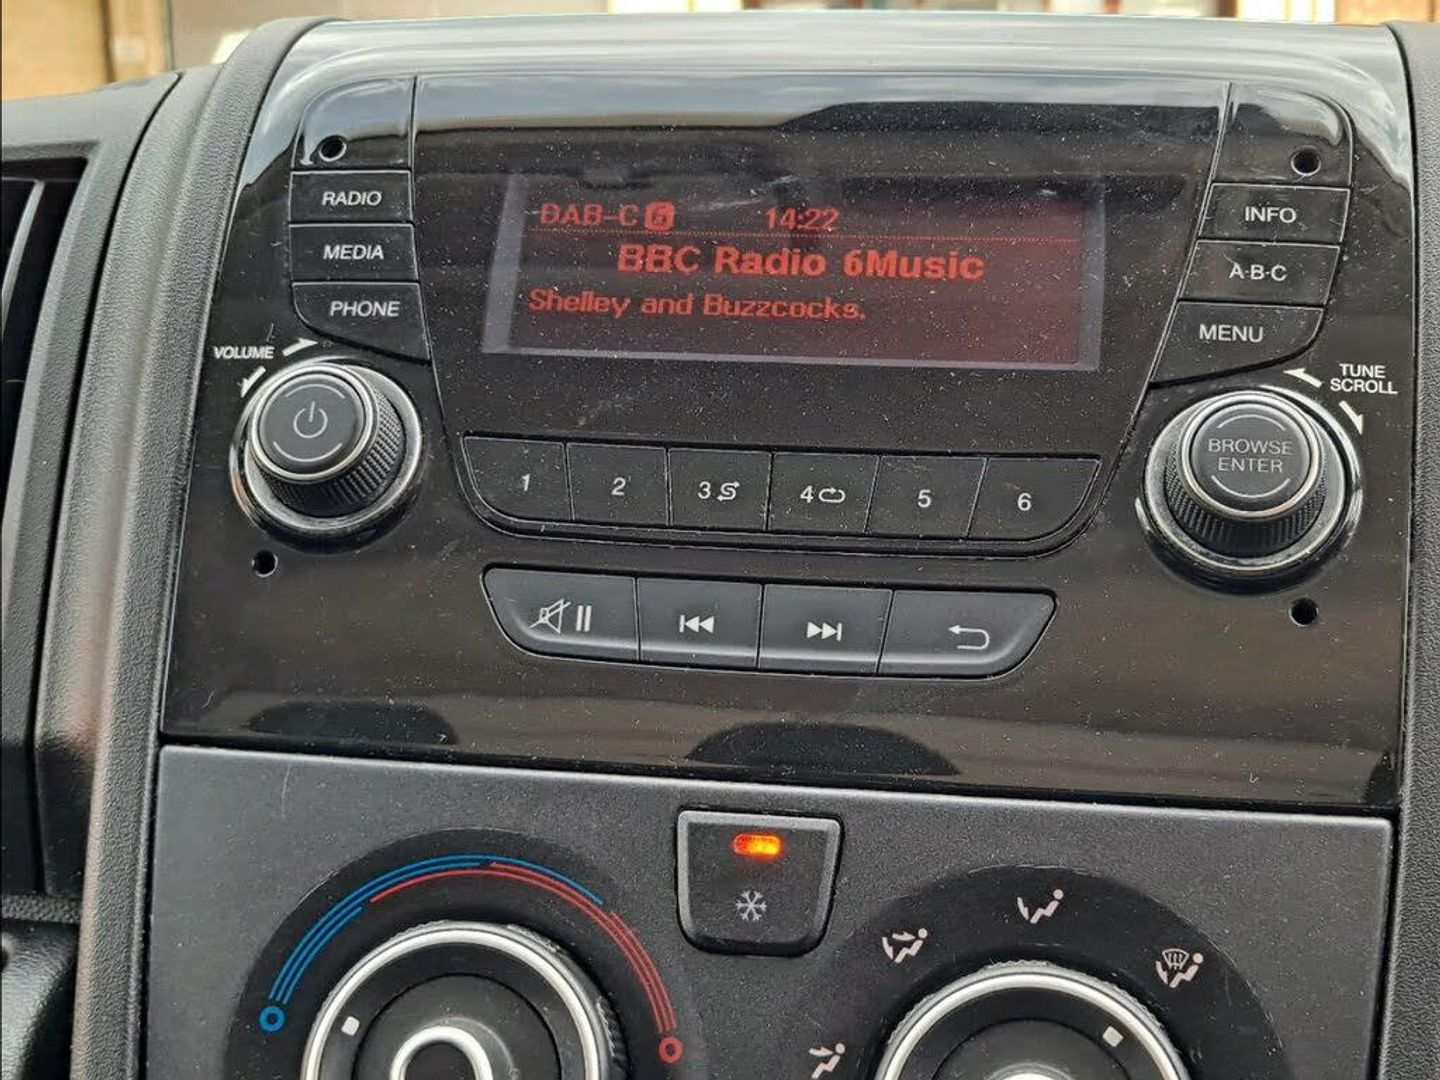 DAB-C 6 14:22
BBC Radio 6Music
Shelley and Buzzcocks.
RADIO
MEDIA
PHONE
VOLUME
INFO
A-B-C
MENU
TUNE
SCROLL
BROWSE
ENTER
1 2 3 4 5 6